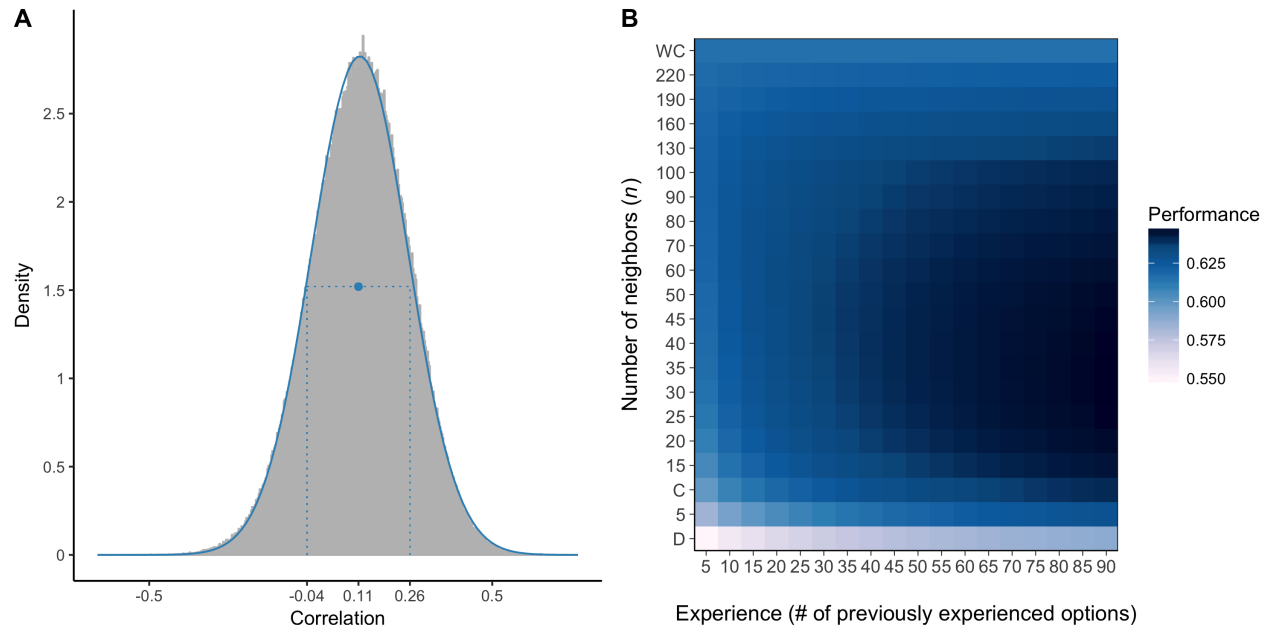 A
Density
2.5
2
1.5
1
0.5
0
-0.5 -0.04 0.11 0.26 0.5
Correlation
B
Number of neighbors (n)
WC
220
190
160
130
100
90
80
70
60
50
45
40
35
30
25
20
15
C
5
D
5 10 15 20 25 30 35 40 45 50 55 60 65 70 75 80 85 90
Experience (# of previously experienced options)
Performance
0.625
0.600
0.575
0.550